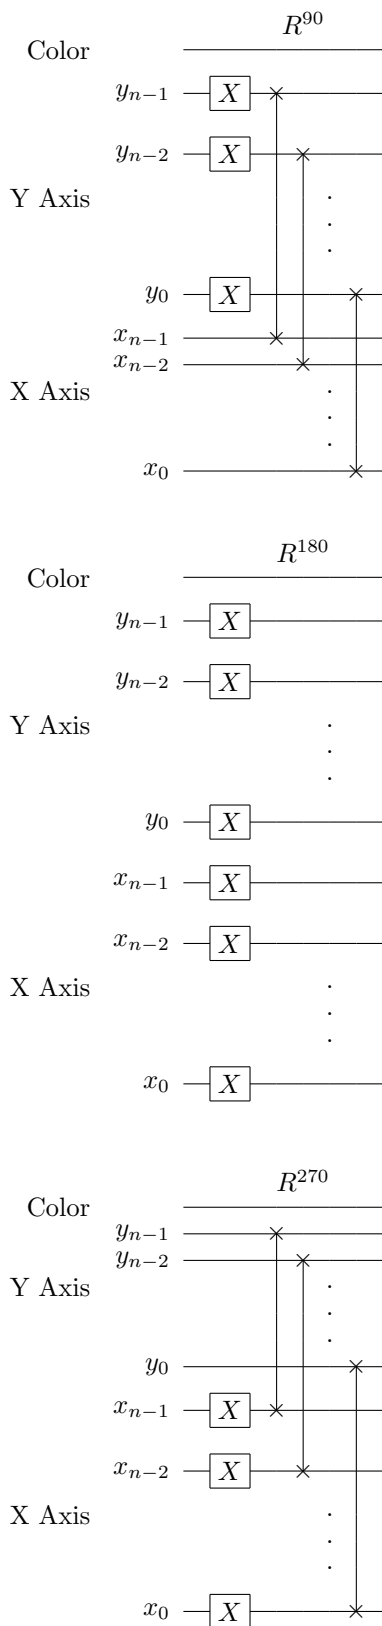 R^90
Color
y_{n−1} X
y_{n−2} X
Y Axis
y_0 X
x_{n−1}
x_{n−2}
X Axis
x_0
R^180
Color
y_{n−1} X
y_{n−2} X
Y Axis
y_0 X
x_{n−1} X
x_{n−2} X
X Axis
x_0 X
R^270
Color
y_{n−1}
y_{n−2}
Y Axis
y_0
x_{n−1} X
x_{n−2} X
X Axis
x_0 X